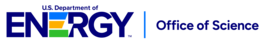 U.S. Department of
ENERGY
Office of Science